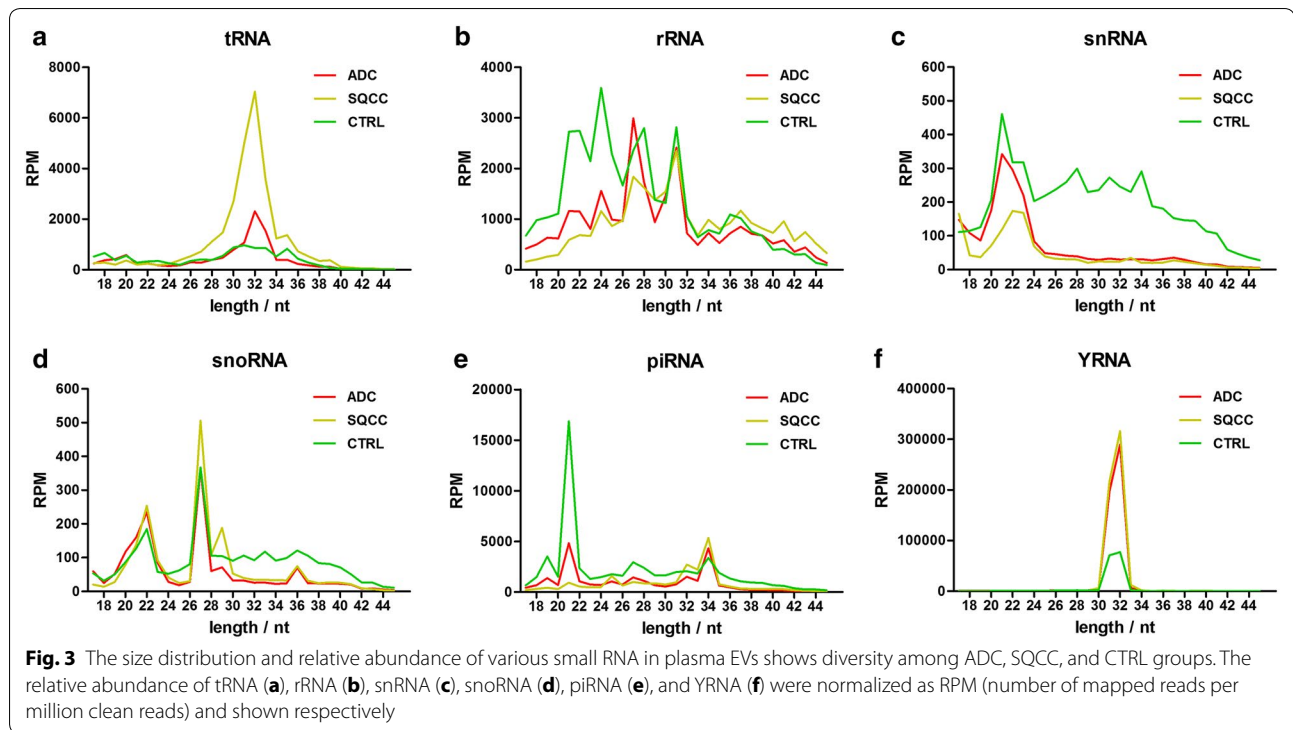 a
tRNA
8000
6000
4000
2000
0
RPM
ADC
SQCC
CTRL
18 20 22 24 26 28 30 32 34 36 38 40 42 44
length / nt
b
rRNA
4000
3000
2000
1000
0
RPM
ADC
SQCC
CTRL
18 20 22 24 26 28 30 32 34 36 38 40 42 44
length / nt
c
snRNA
600
500
400
300
200
100
0
RPM
ADC
SQCC
CTRL
18 20 22 24 26 28 30 32 34 36 38 40 42 44
length / nt
d
snoRNA
600
500
400
300
200
100
0
RPM
ADC
SQCC
CTRL
18 20 22 24 26 28 30 32 34 36 38 40 42 44
length / nt
e
piRNA
20000
15000
10000
5000
0
RPM
ADC
SQCC
CTRL
18 20 22 24 26 28 30 32 34 36 38 40 42 44
length / nt
f
YRNA
400000
300000
200000
100000
0
RPM
ADC
SQCC
CTRL
18 20 22 24 26 28 30 32 34 36 38 40 42 44
length / nt
Fig. 3 The size distribution and relative abundance of various small RNA in plasma EVs shows diversity among ADC, SQCC, and CTRL groups. The
relative abundance of tRNA (a), rRNA (b), snRNA (c), snoRNA (d), piRNA (e), and YRNA (f) were normalized as RPM (number of mapped reads per
million clean reads) and shown respectively